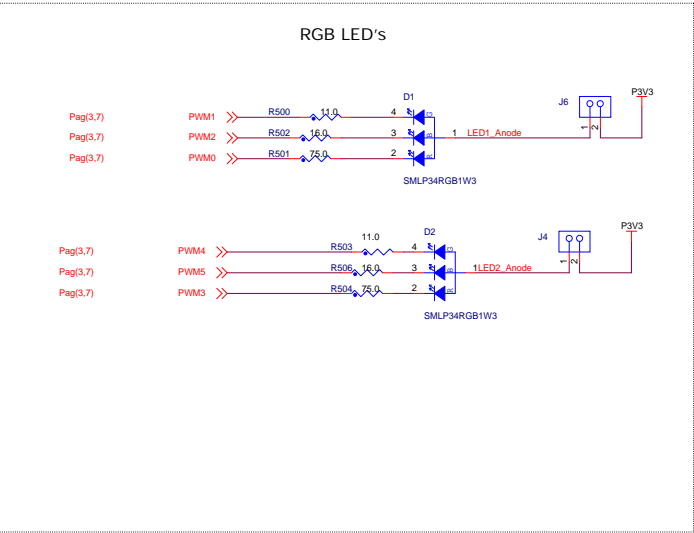 RGB LED's
D1
J6
P3V3
Pag(3,7) PWM1 R500 11.0 4
Pag(3,7) PWM2 R502 16.0 3 1 LED1_Anode 1 2
Pag(3,7) PWM0 R501 75.0 2
SMLP34RGB1W3
D2
J4
P3V3
Pag(3,7) PWM4 R503 11.0 4
Pag(3,7) PWM5 R506 16.0 3 1 LED2_Anode 1 2
Pag(3,7) PWM3 R504 75.0 2
SMLP34RGB1W3